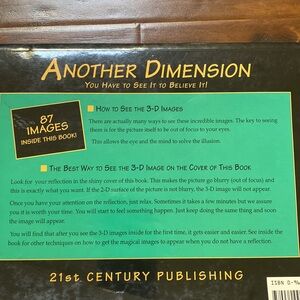 ANOTHER DIMENSION
YOU HAVE TO SEE IT TO BELIEVE IT!
87
IMAGES
INSIDE THIS BOOK!
HOW TO SEE THE 3-D IMAGES
There are actually many ways to see these incredible images. The key to seeing
them is for the picture itself to be out of focus to your eyes.
This allows the eye and the mind to solve the illusion.
THE BEST WAY TO SEE THE 3-D IMAGE ON THE COVER OF THIS BOOK
Look for your reflection in the shiny cover of this book. This makes the picture go blurry (out of focus) and
this is exactly what you want. If the 2-D surface of the picture is not blurry, the 3-D image will not appear.
Once you have your attention on the reflection, just relax. Sometimes it takes a few minutes but we assure
you it is worth your time. You will start to feel something happen. Just keep doing the same thing and soon
the image will appear.
You will find that after you see the 3-D images inside for the first time, it gets easier and easier. See inside the
book for other techniques on how to get the magical images to appear when you do not have a reflection.
21st CENTURY PUBLISHING
ISBN 0-96